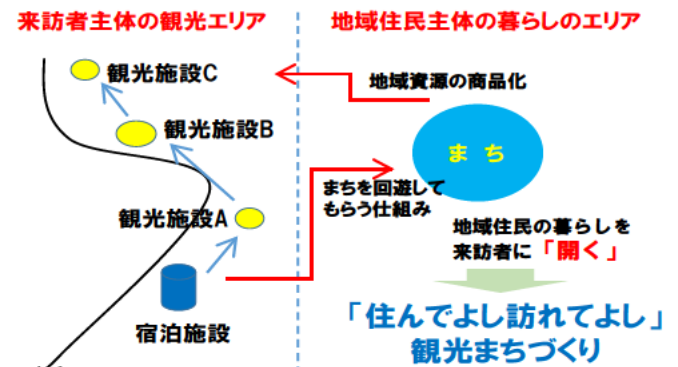 来訪者主体の観光エリア
地域住民主体の暮らしのエリア
観光施設C
地域資源の商品化
観光施設B
まち
まちを回遊して
もらう仕組み
観光施設A
地域住民の暮らしを
来訪者に「開く」
宿泊施設
「住んでよし訪れてよし」
観光まちづくり